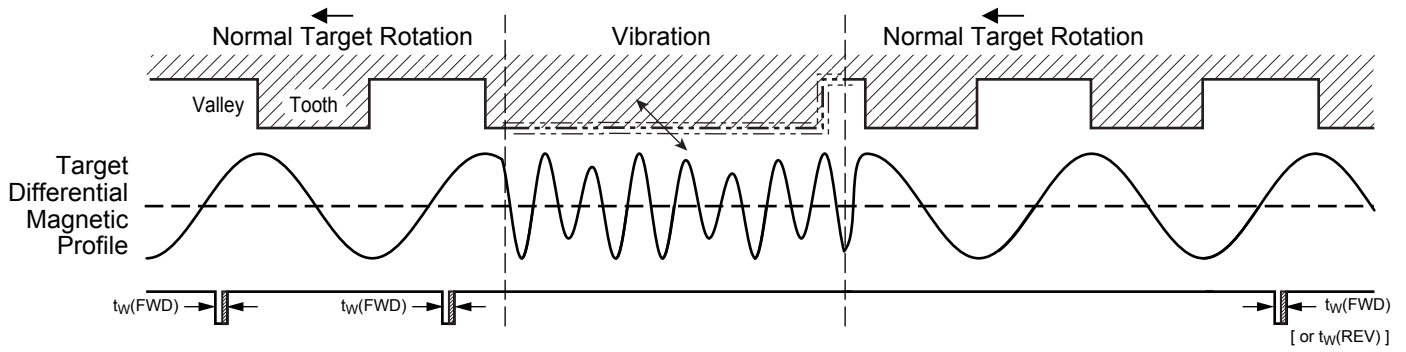 Normal Target Rotation Vibration Normal Target Rotation
Valley Tooth
Target
Differential
Magnetic
Profile
tW(FWD) tW(FWD) tW(FWD)
[ or tW(REV) ]